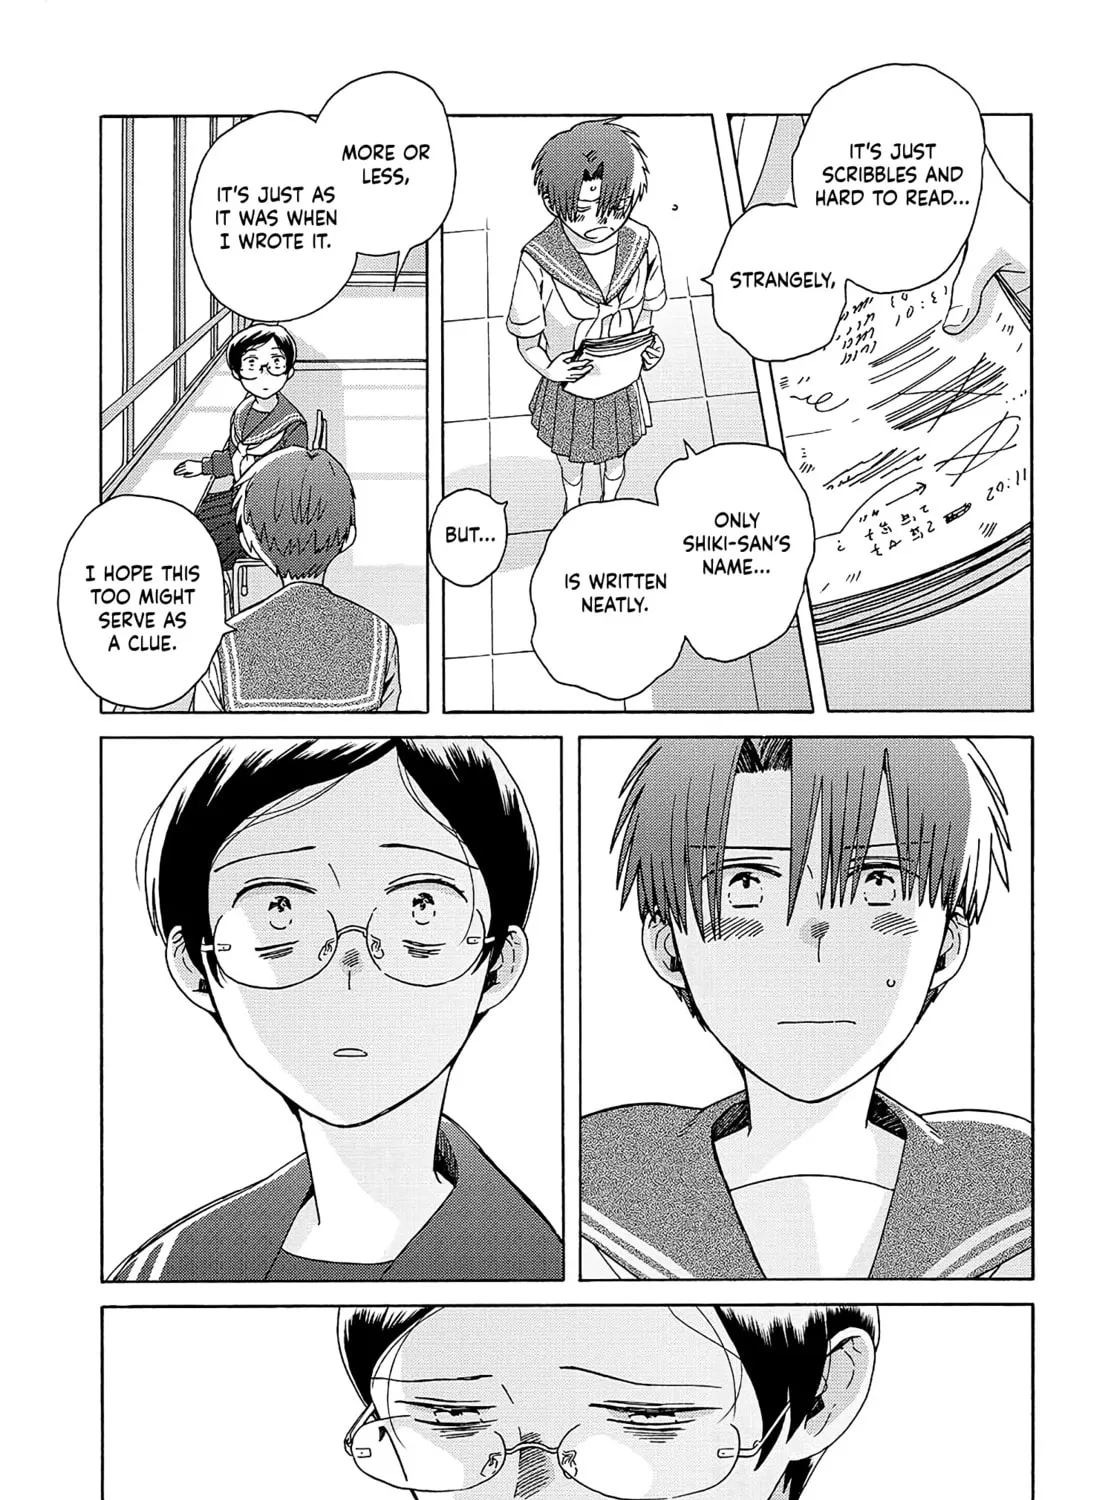 IT'S JUST
SCRIBBLES AND
HARD TO READ...
STRANGELY,
ONLY
SHIKI-SAN'S
NAME...
IS WRITTEN
NEATLY.
BUT...
MORE OR
LESS,
IT'S JUST AS
IT WAS WHEN
I WROTE IT.
I HOPE THIS
TOO MIGHT
SERVE AS
A CLUE.